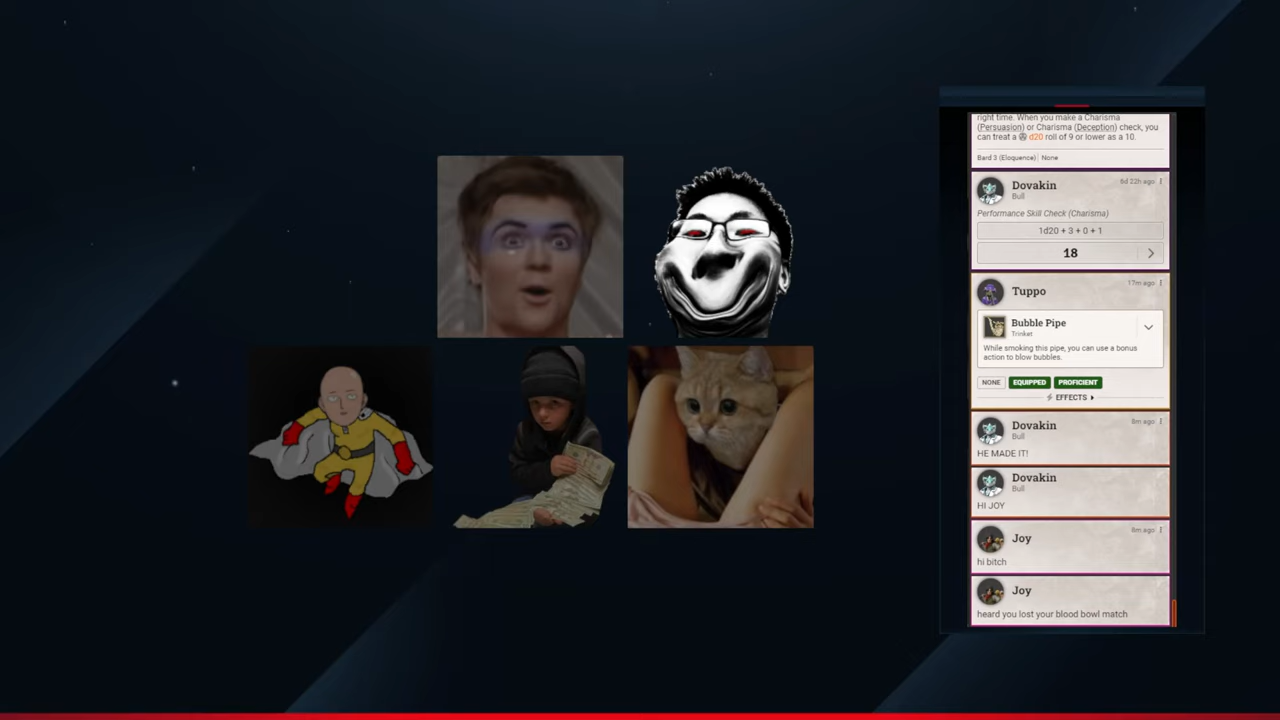 right time. When you make a Charisma
(Persuasion) or Charisma (Deception) check, you
can treat a d20 roll of 9 or lower as a 10.
Bard 3 (Eloquence) None
Dovakin
6d 22h ago
Bull
Performance Skill Check (Charisma)
1d20 + 3 + 0 + 1
18
17m ago
Tuppo
Bubble Pipe
Trinket
While smoking this pipe, you can use a bonus
action to blow bubbles.
NONE EQUIPPED PROFICIENT
EFFECTS
Dovakin
8m ago
Bull
HE MADE IT!
Dovakin
Bull
HI JOY
8m ago
Joy
hi bitch
Joy
heard you lost your blood bowl match